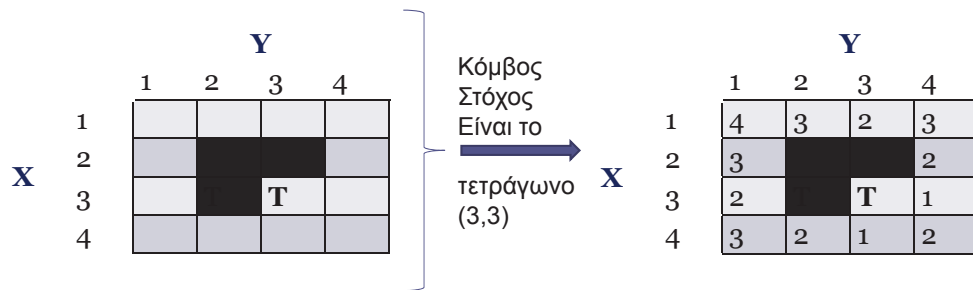 Y
1 2 3 4
1
2
X
3 T T
4
Κόμβος
Στόχος
Είναι το
τετράγωνο
(3,3)
Y
1 2 3 4
1 4 3 2 3
2 3 2
X
3 2 T T 1
4 3 2 1 2